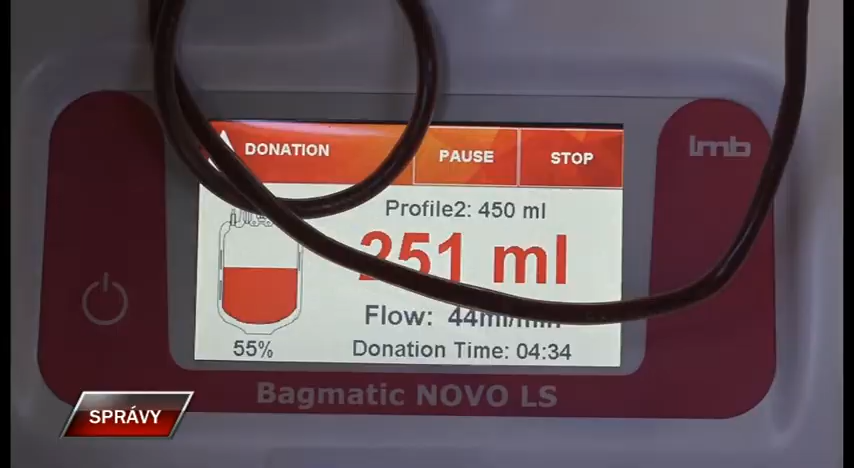 DONATION
PAUSE
STOP
lmb
Profile2: 450 ml
251 ml
Flow: 44ml/min
55%
Donation Time: 04:34
Bagmatic NOVO LS
SPRÁVY